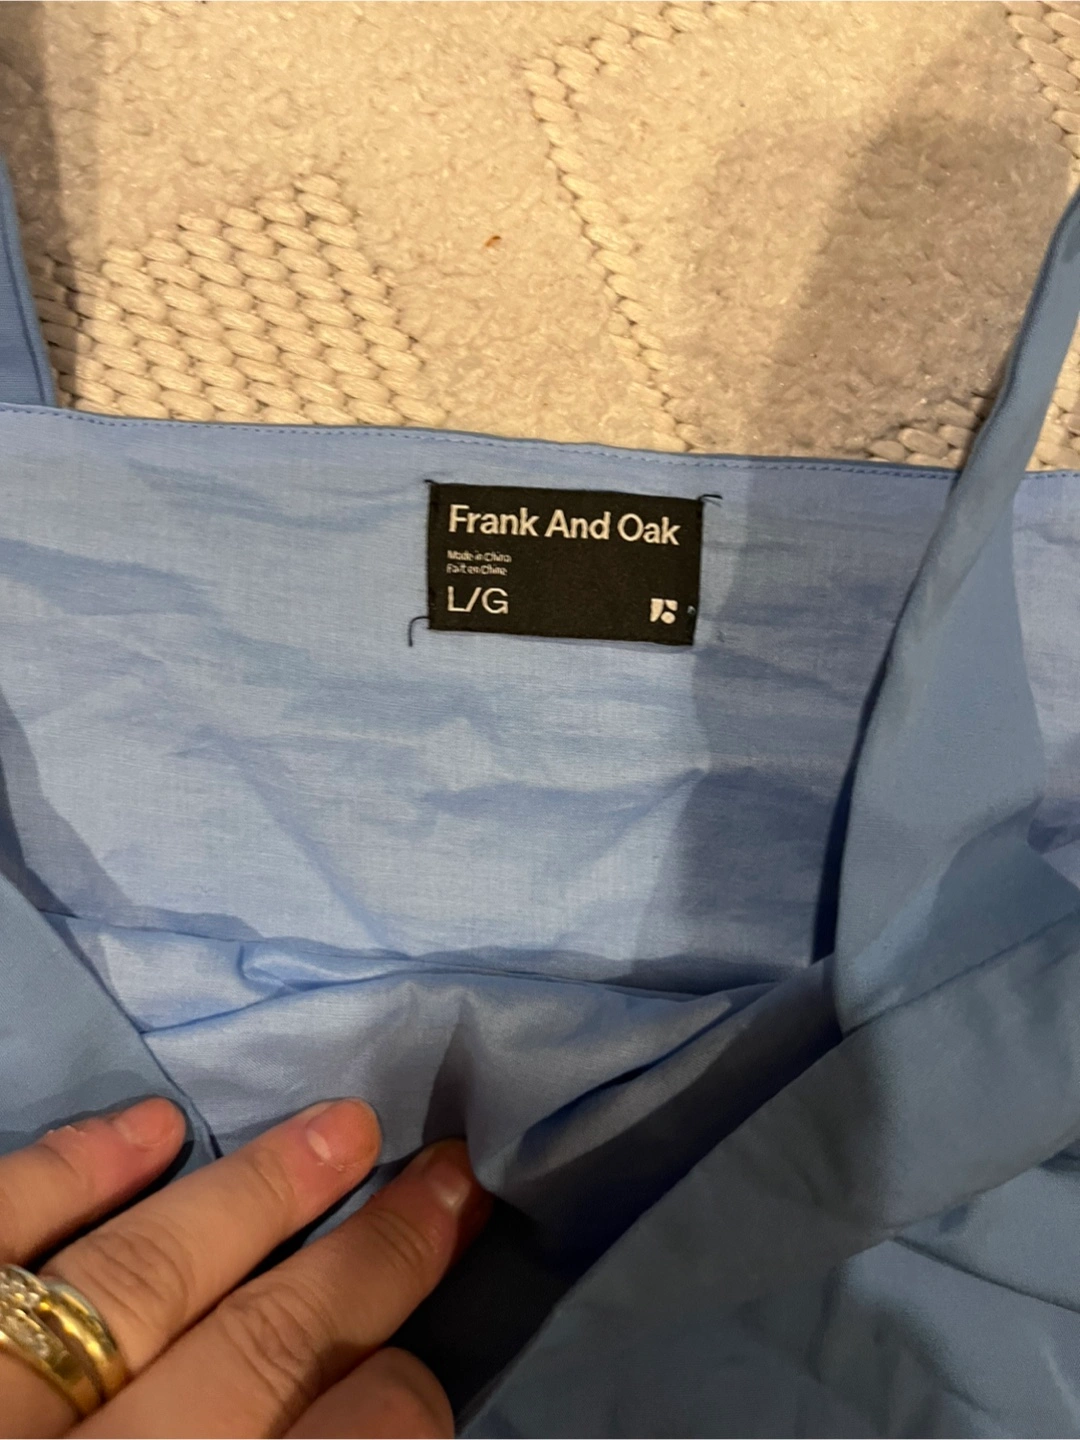 Frank And Oak
Made in China
Fait en Chine
L/G